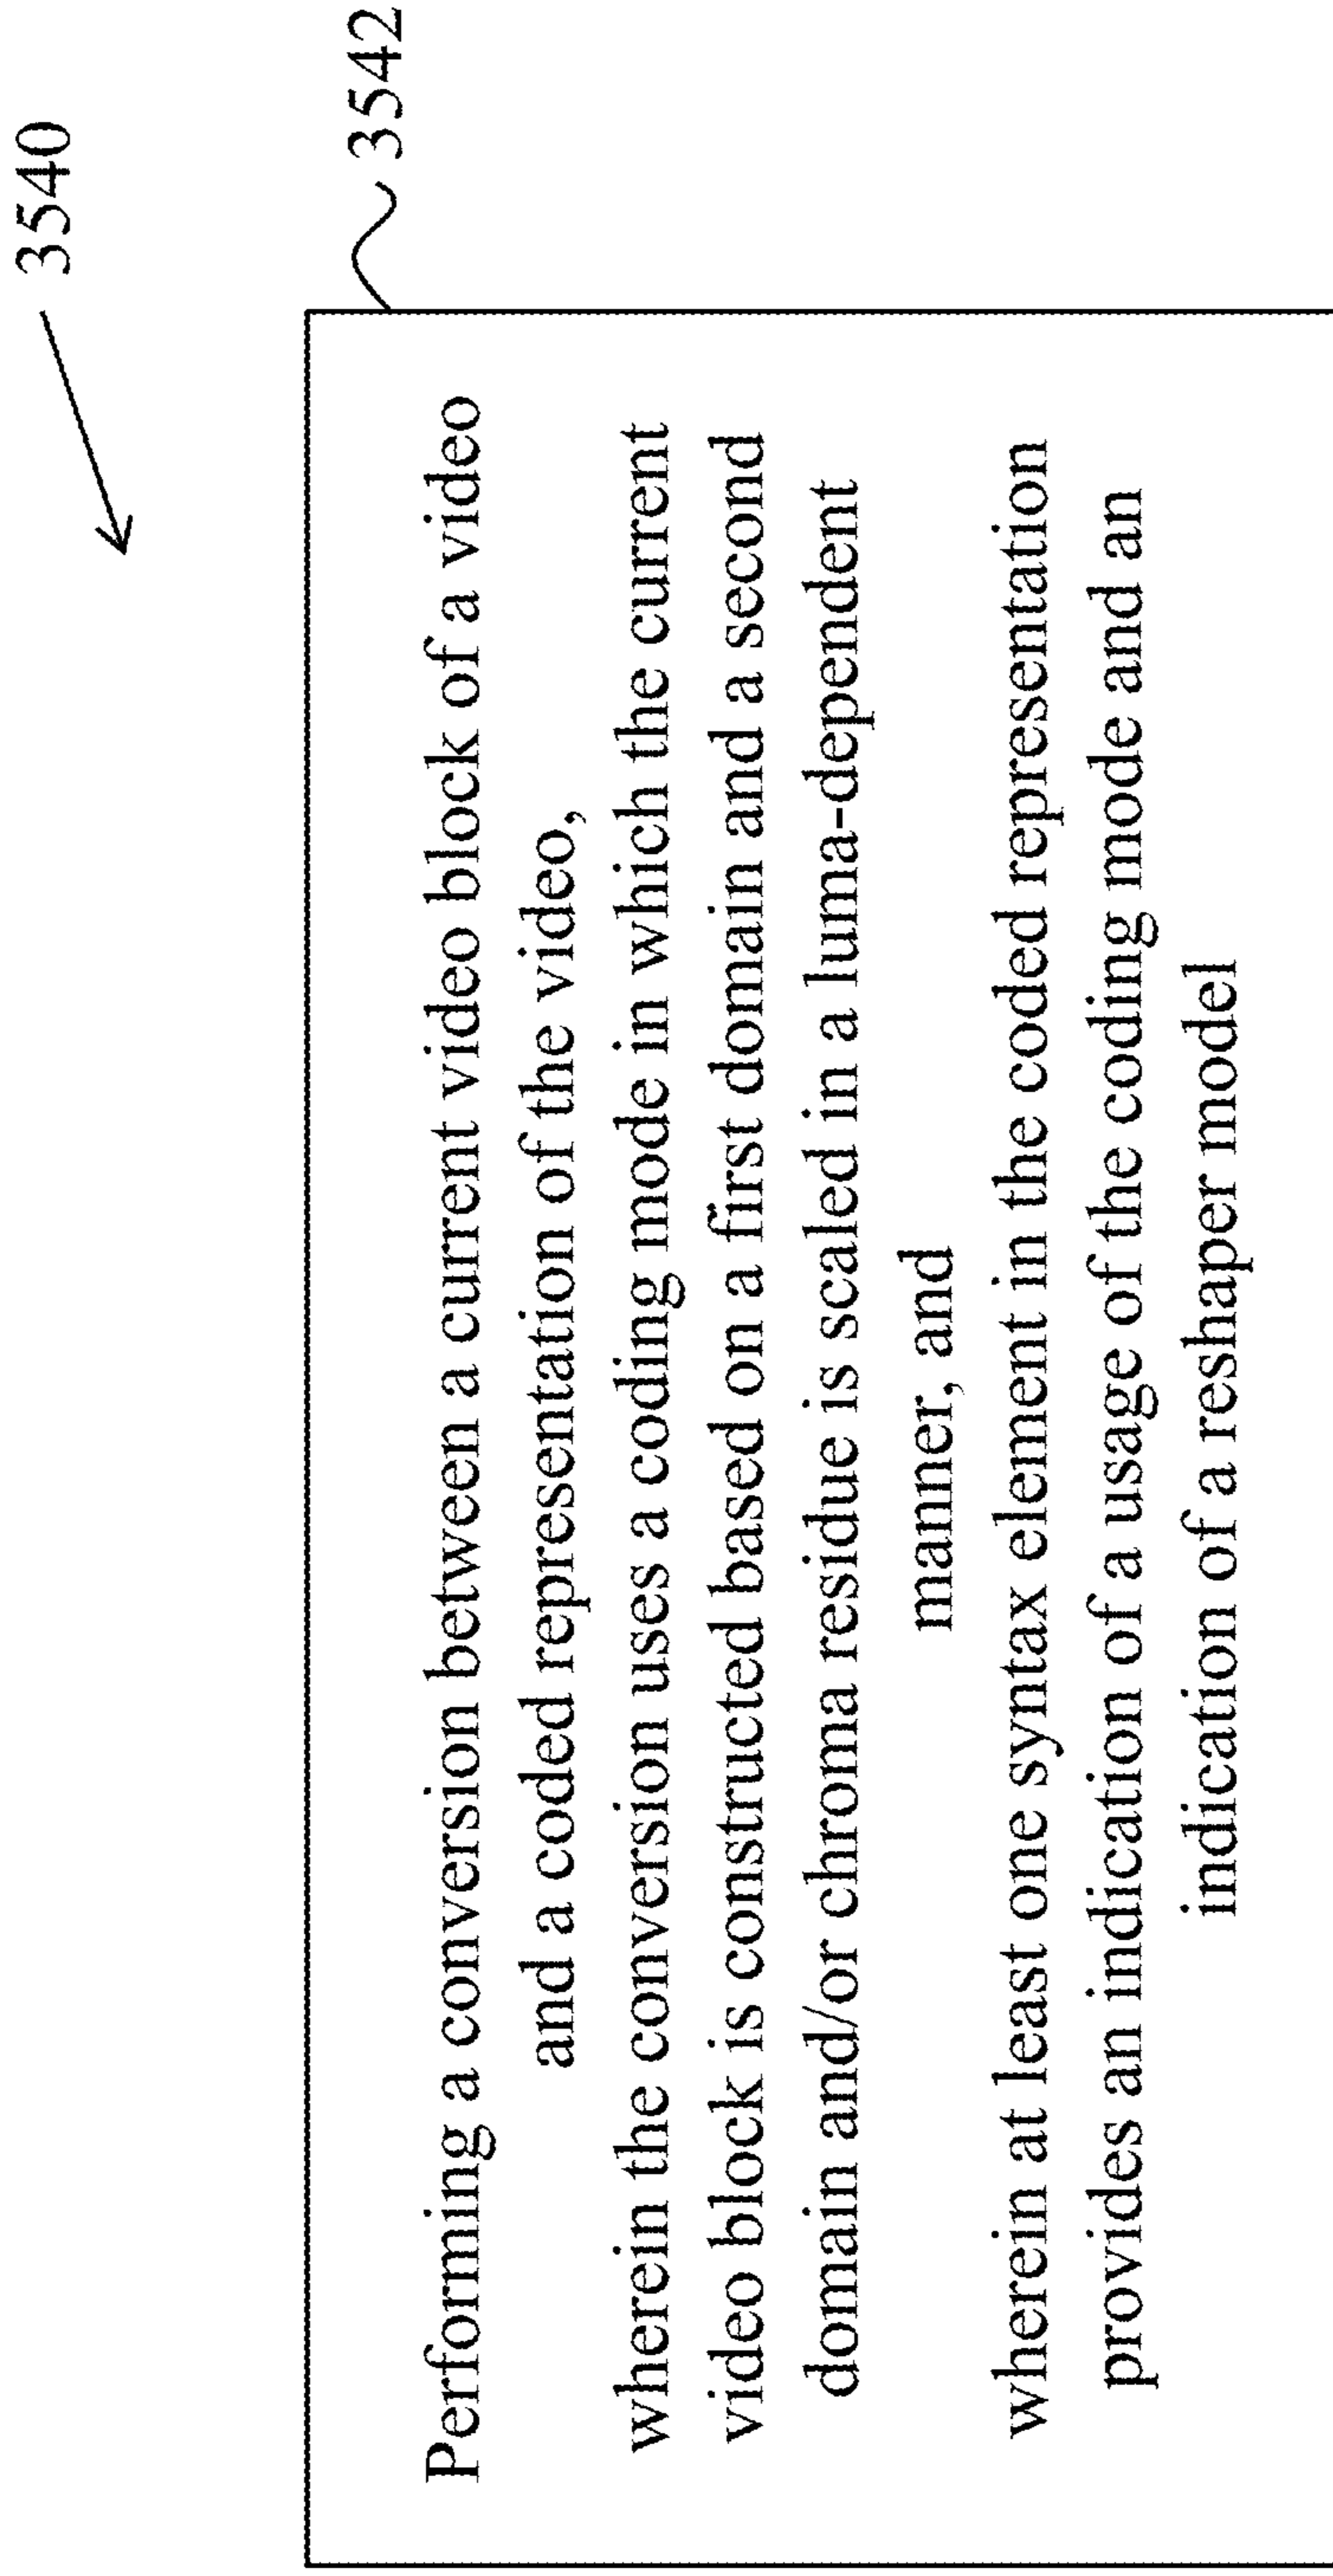 3540
3542
Performing a conversion between a current video block of a video
and a coded representation of the video,
wherein the conversion uses a coding mode in which the current
video block is constructed based on a first domain and a second
domain and/or chroma residue is scaled in a luma-dependent
manner, and
wherein at least one syntax element in the coded representation
provides an indication of a usage of the coding mode and an
indication of a reshaper model